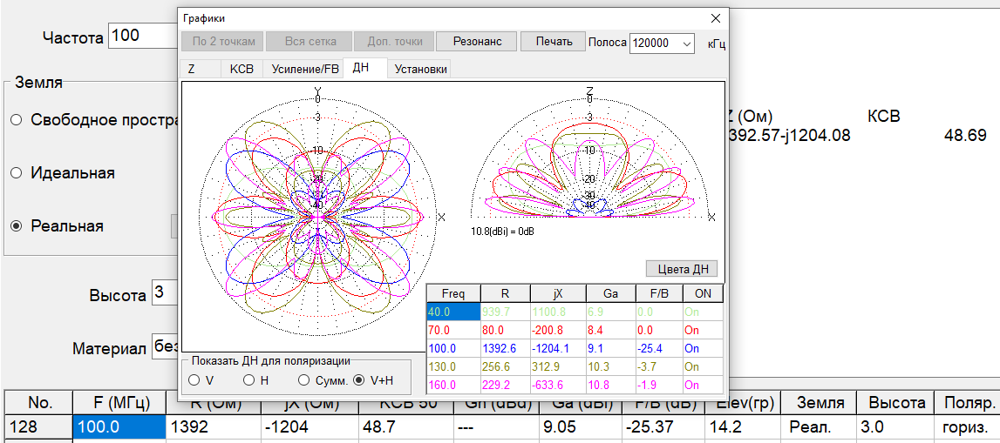 Графики
По 2 точкам Вся сетка Доп. точки Резонанс Печать Полоса 120000 кГц
Z КСВ Усиление/FB ДН Установки
Частота 100
Земля
Свободное простра
Идеальная
Реальная
Высота 3
Материал без
Y
0
-3
-10
-20
-30
-40
X
Z
0
-3
-10
-20
-30
-40
X
10.8(dBi) = 0dB
Цвета ДН
Freq R jX Ga F/B ON
40.0 939.7 1100.8 6.9 0.0 On
70.0 80.0 -200.8 8.4 0.0 On
100.0 1392.6 -1204.1 9.1 -25.4 On
130.0 256.6 312.9 10.3 -3.7 On
160.0 229.2 -633.6 10.8 -1.9 On
Показать ДН для поляризации
V H Сумм. V+H
Z (Ом) КСВ
392.57-j1204.08 48.69
No. F (МГц) R (Ом) jX (Ом) КСВ 50 Gh (dBd) Ga (dBi) F/B (dB) Elev(гр) Земля Высота Поляр.
128 100.0 1392 -1204 48.7 --- 9.05 -25.37 14.2 Реал. 3.0 гориз.